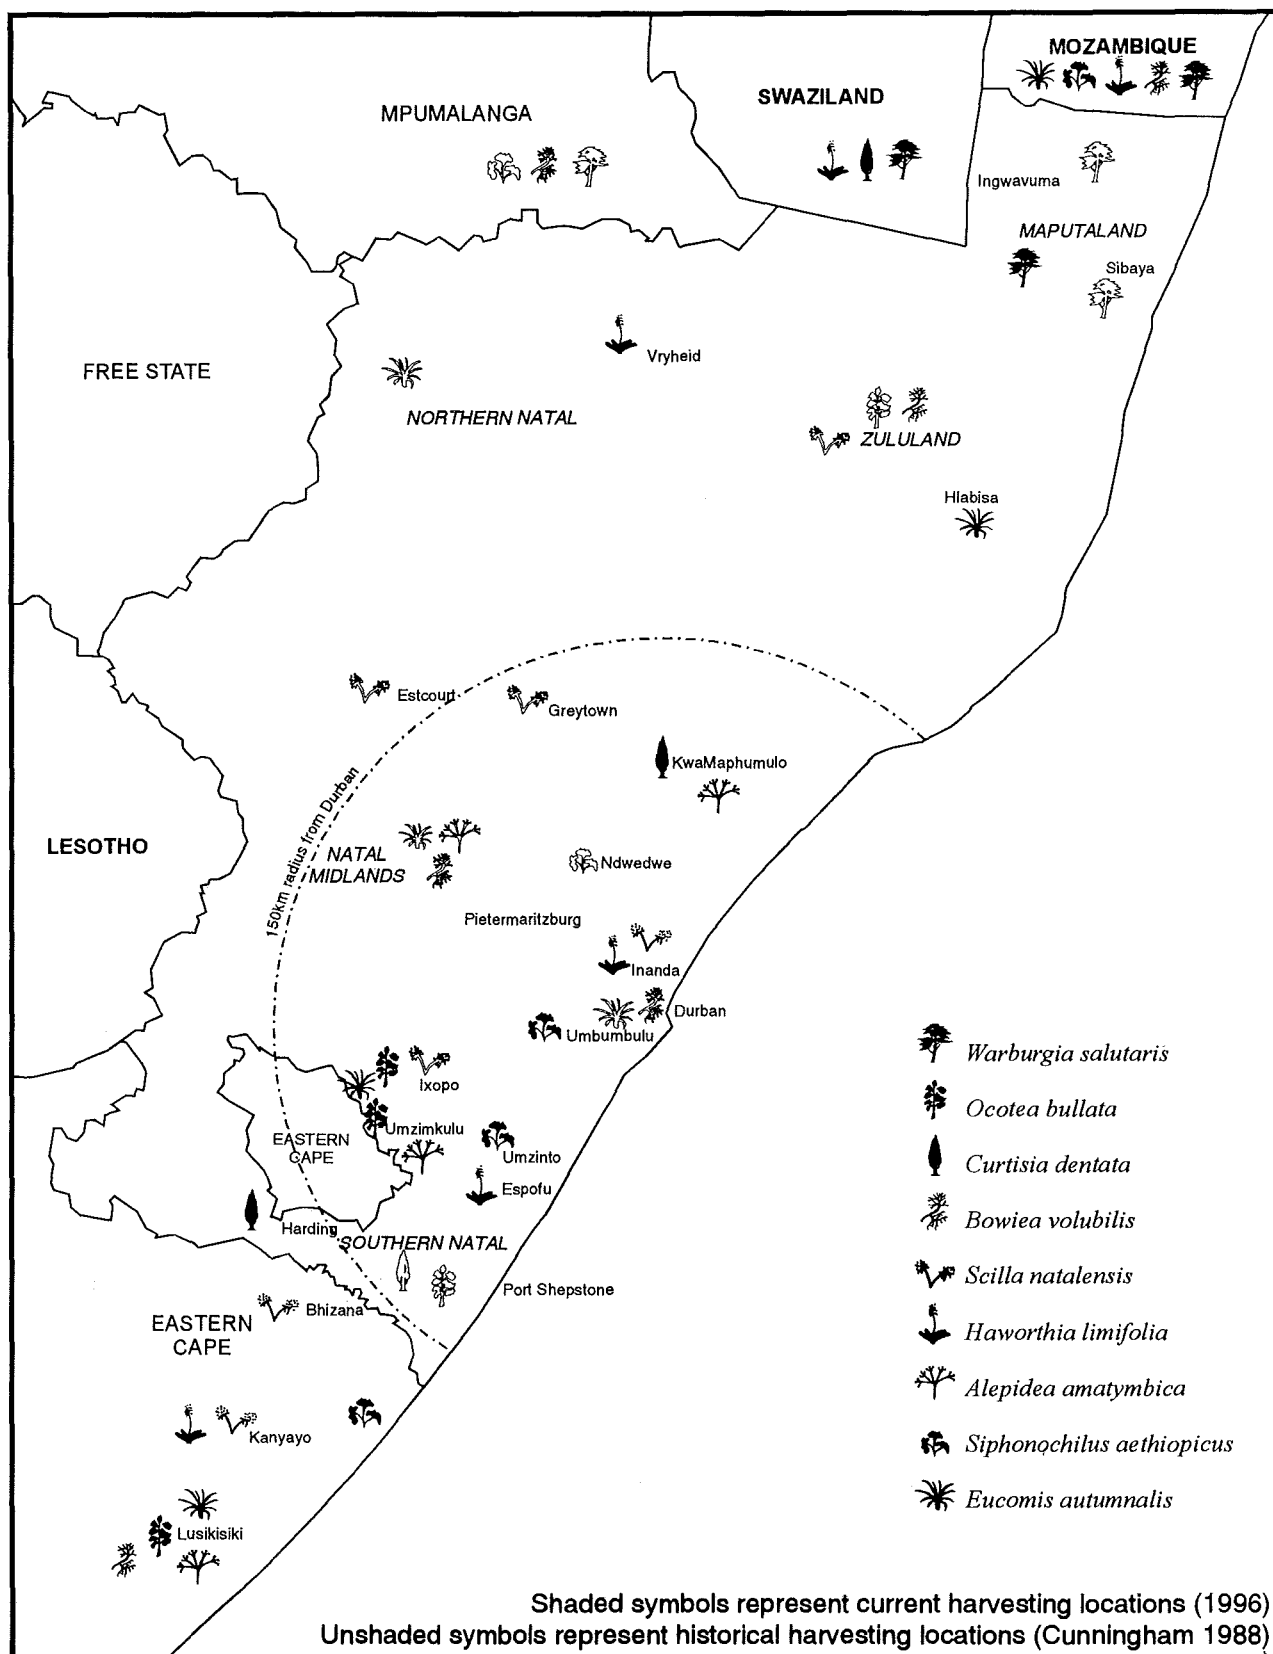 MOZAMBIQUE
SWAZILAND
MPUMALANGA
Ingwavuma
MAPUTALAND
Sibaya
Vryheid
FREE STATE
NORTHERN NATAL
ZULULAND
Hlabisa
Estcourt
Greytown
KwaMaphumulo
150km radius from Durban
LESOTHO
NATAL
MIDLANDS
Ndwedwe
Pietermaritzburg
Inanda
Durban
Umbumbulu
Ixopo
Umzimkulu
EASTERN
CAPE
Umzinto
Espofu
Harding
SOUTHERN NATAL
Port Shepstone
Bhizana
EASTERN
CAPE
Kanyayo
Lusikisiki
Warburgia salutaris
Ocotea bullata
Curtisia dentata
Bowiea volubilis
Scilla natalensis
Haworthia limifolia
Alepidea amatymbica
Siphonochilus aethiopicus
Eucomis autumnalis
Shaded symbols represent current harvesting locations (1996)
Unshaded symbols represent historical harvesting locations (Cunningham 1988)